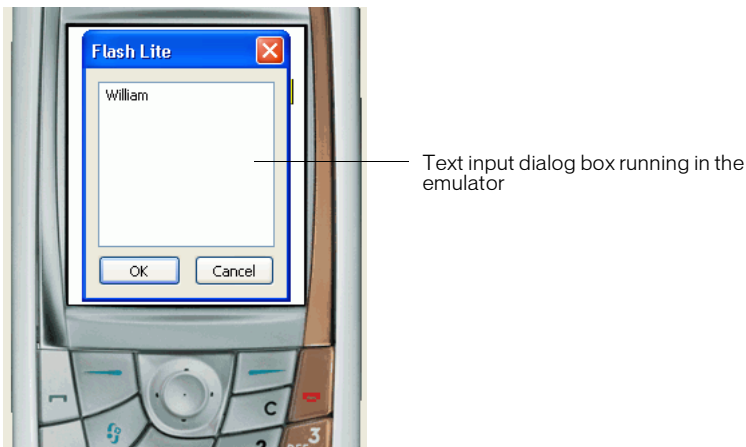 Flash Lite
William
Text input dialog box running in the
emulator
OK
Cancel
C
3